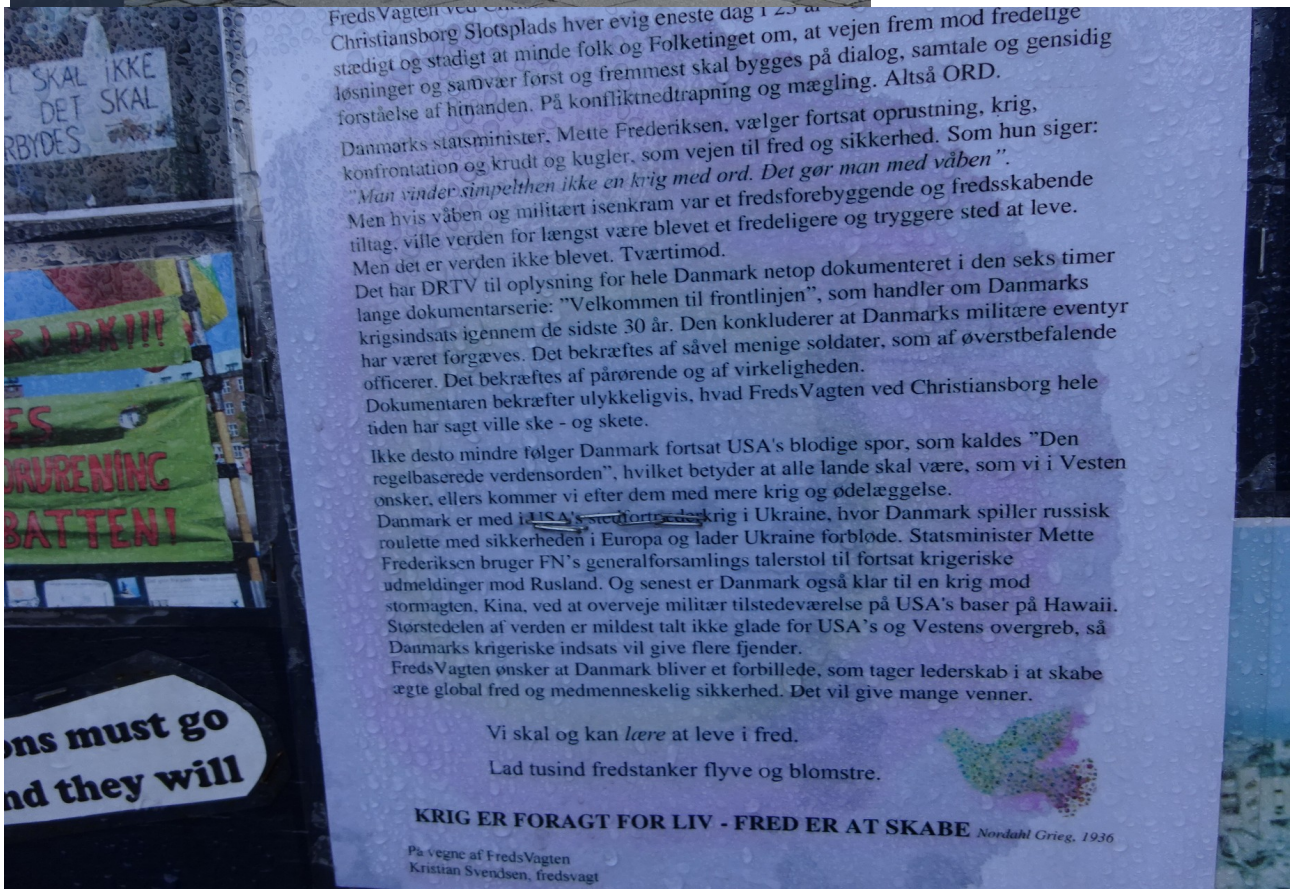 SKAL IKKE
DET SKAL
RBYDES
FredsVagten ved
Christiansborg Slotsplads hver evig eneste dag i 23 år
stædigt og stadigt at minde folk og Folketinget om, at vejen frem mod fredelige
løsninger og samvær først og fremmest skal bygges på dialog, samtale og gensidig
forståelse af hinanden. På konfliktnedtrapning og mægling. Altså ORD.
Danmarks statsminister, Mette Frederiksen, vælger fortsat oprustning, krig,
konfrontation og krudt og kugler, som vejen til fred og sikkerhed. Som hun siger:
"Man vinder simpelthen ikke en krig med ord. Det gør man med våben".
Men hvis våben og militært isenkram var et fredsforebyggende og fredsskabende
tiltag, ville verden for længst være blevet et fredeligere og tryggere sted at leve.
Men det er verden ikke blevet. Tværtimod.
Det har DRTV til oplysning for hele Danmark netop dokumenteret i den seks timer
lange dokumentarserie: "Velkommen til frontlinjen", som handler om Danmarks
krigsindsats igennem de sidste 30 år. Den konkluderer at Danmarks militære eventyr
har været forgæves. Det bekræftes af såvel menige soldater, som af øverstbefalende
officerer. Det bekræftes af pårørende og af virkeligheden.
Dokumentaren bekræfter ulykkeligvis, hvad FredsVagten ved Christiansborg hele
tiden har sagt ville ske - og skete.
Ikke desto mindre følger Danmark fortsat USA's blodige spor, som kaldes "Den
regelbaserede verdensorden", hvilket betyder at alle lande skal være, som vi i Vesten
ønsker, ellers kommer vi efter dem med mere krig og ødelæggelse.
Danmark er med i USA's stedfortræderkrig i Ukraine, hvor Danmark spiller russisk
roulette med sikkerheden i Europa og lader Ukraine forbløde. Statsminister Mette
Frederiksen bruger FN's generalforsamlings talerstol til fortsat krigeriske
udmeldinger mod Rusland. Og senest er Danmark også klar til en krig mod
stormagten, Kina, ved at overveje militær tilstedeværelse på USA's baser på Hawaii.
Størstedelen af verden er mildest talt ikke glade for USA's og Vestens overgreb, så
Danmarks krigeriske indsats vil give flere fjender.
FredsVagten ønsker at Danmark bliver et forbillede, som tager lederskab i at skabe
ægte global fred og medmenneskelig sikkerhed. Det vil give mange venner.
Vi skal og kan lære at leve i fred.
Lad tusind fredstanker flyve og blomstre.
KRIG ER FORAGT FOR LIV - FRED ER AT SKABE Nordahl Grieg, 1936
På vegne af FredsVagten
Kristian Svendsen, fredsvagt
I DK!!!
ES
ORURENING
BATTEN!
ons must go
nd they will